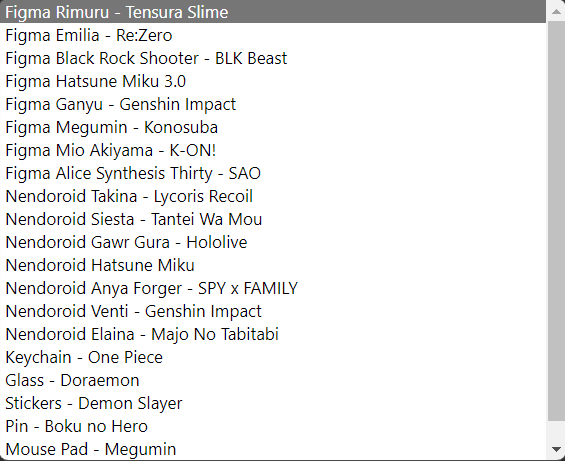 Figma Rimuru - Tensura Slime
Figma Emilia - Re:Zero
Figma Black Rock Shooter - BLK Beast
Figma Hatsune Miku 3.0
Figma Ganyu - Genshin Impact
Figma Megumin - Konosuba
Figma Mio Akiyama - K-ON!
Figma Alice Synthesis Thirty - SAO
Nendoroid Takina - Lycoris Recoil
Nendoroid Siesta - Tantei Wa Mou
Nendoroid Gawr Gura - Hololive
Nendoroid Hatsune Miku
Nendoroid Anya Forger - SPY x FAMILY
Nendoroid Venti - Genshin Impact
Nendoroid Elaina - Majo No Tabitabi
Keychain - One Piece
Glass - Doraemon
Stickers - Demon Slayer
Pin - Boku no Hero
Mouse Pad - Megumin